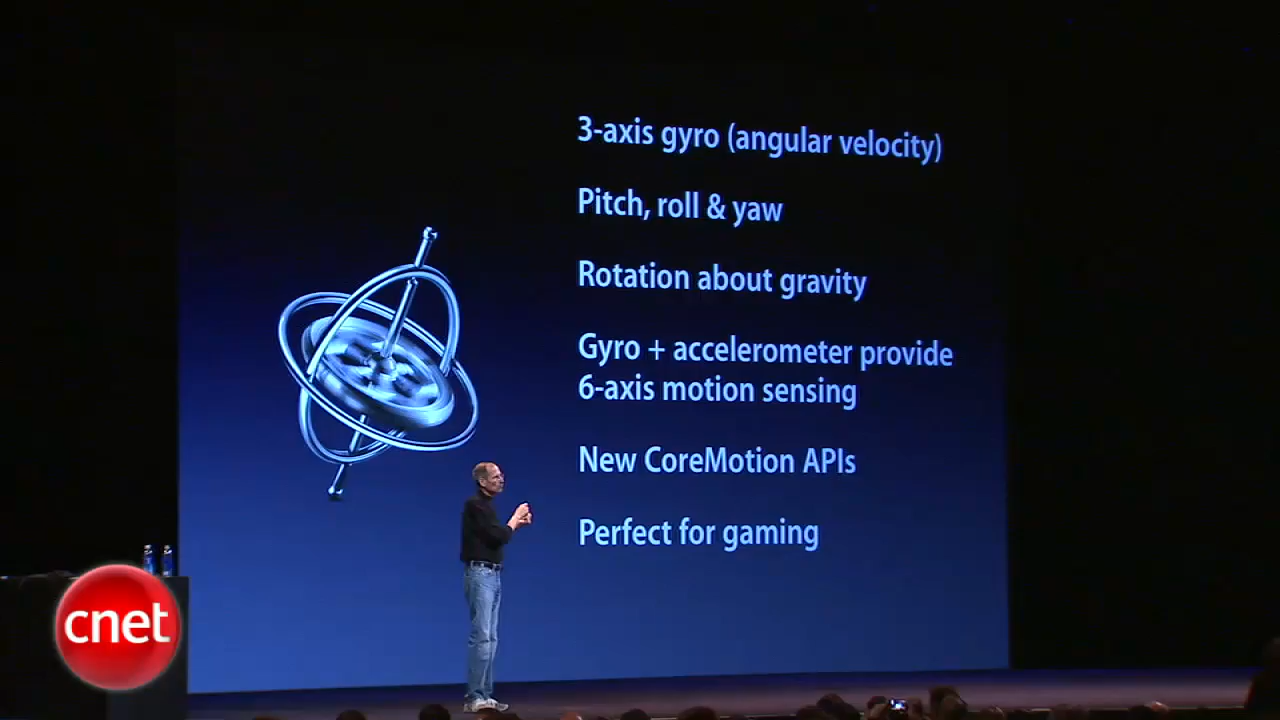 3-axis gyro (angular velocity)
Pitch, roll & yaw
Rotation about gravity
Gyro + accelerometer provide
6-axis motion sensing
New CoreMotion APIs
Perfect for gaming
cnet